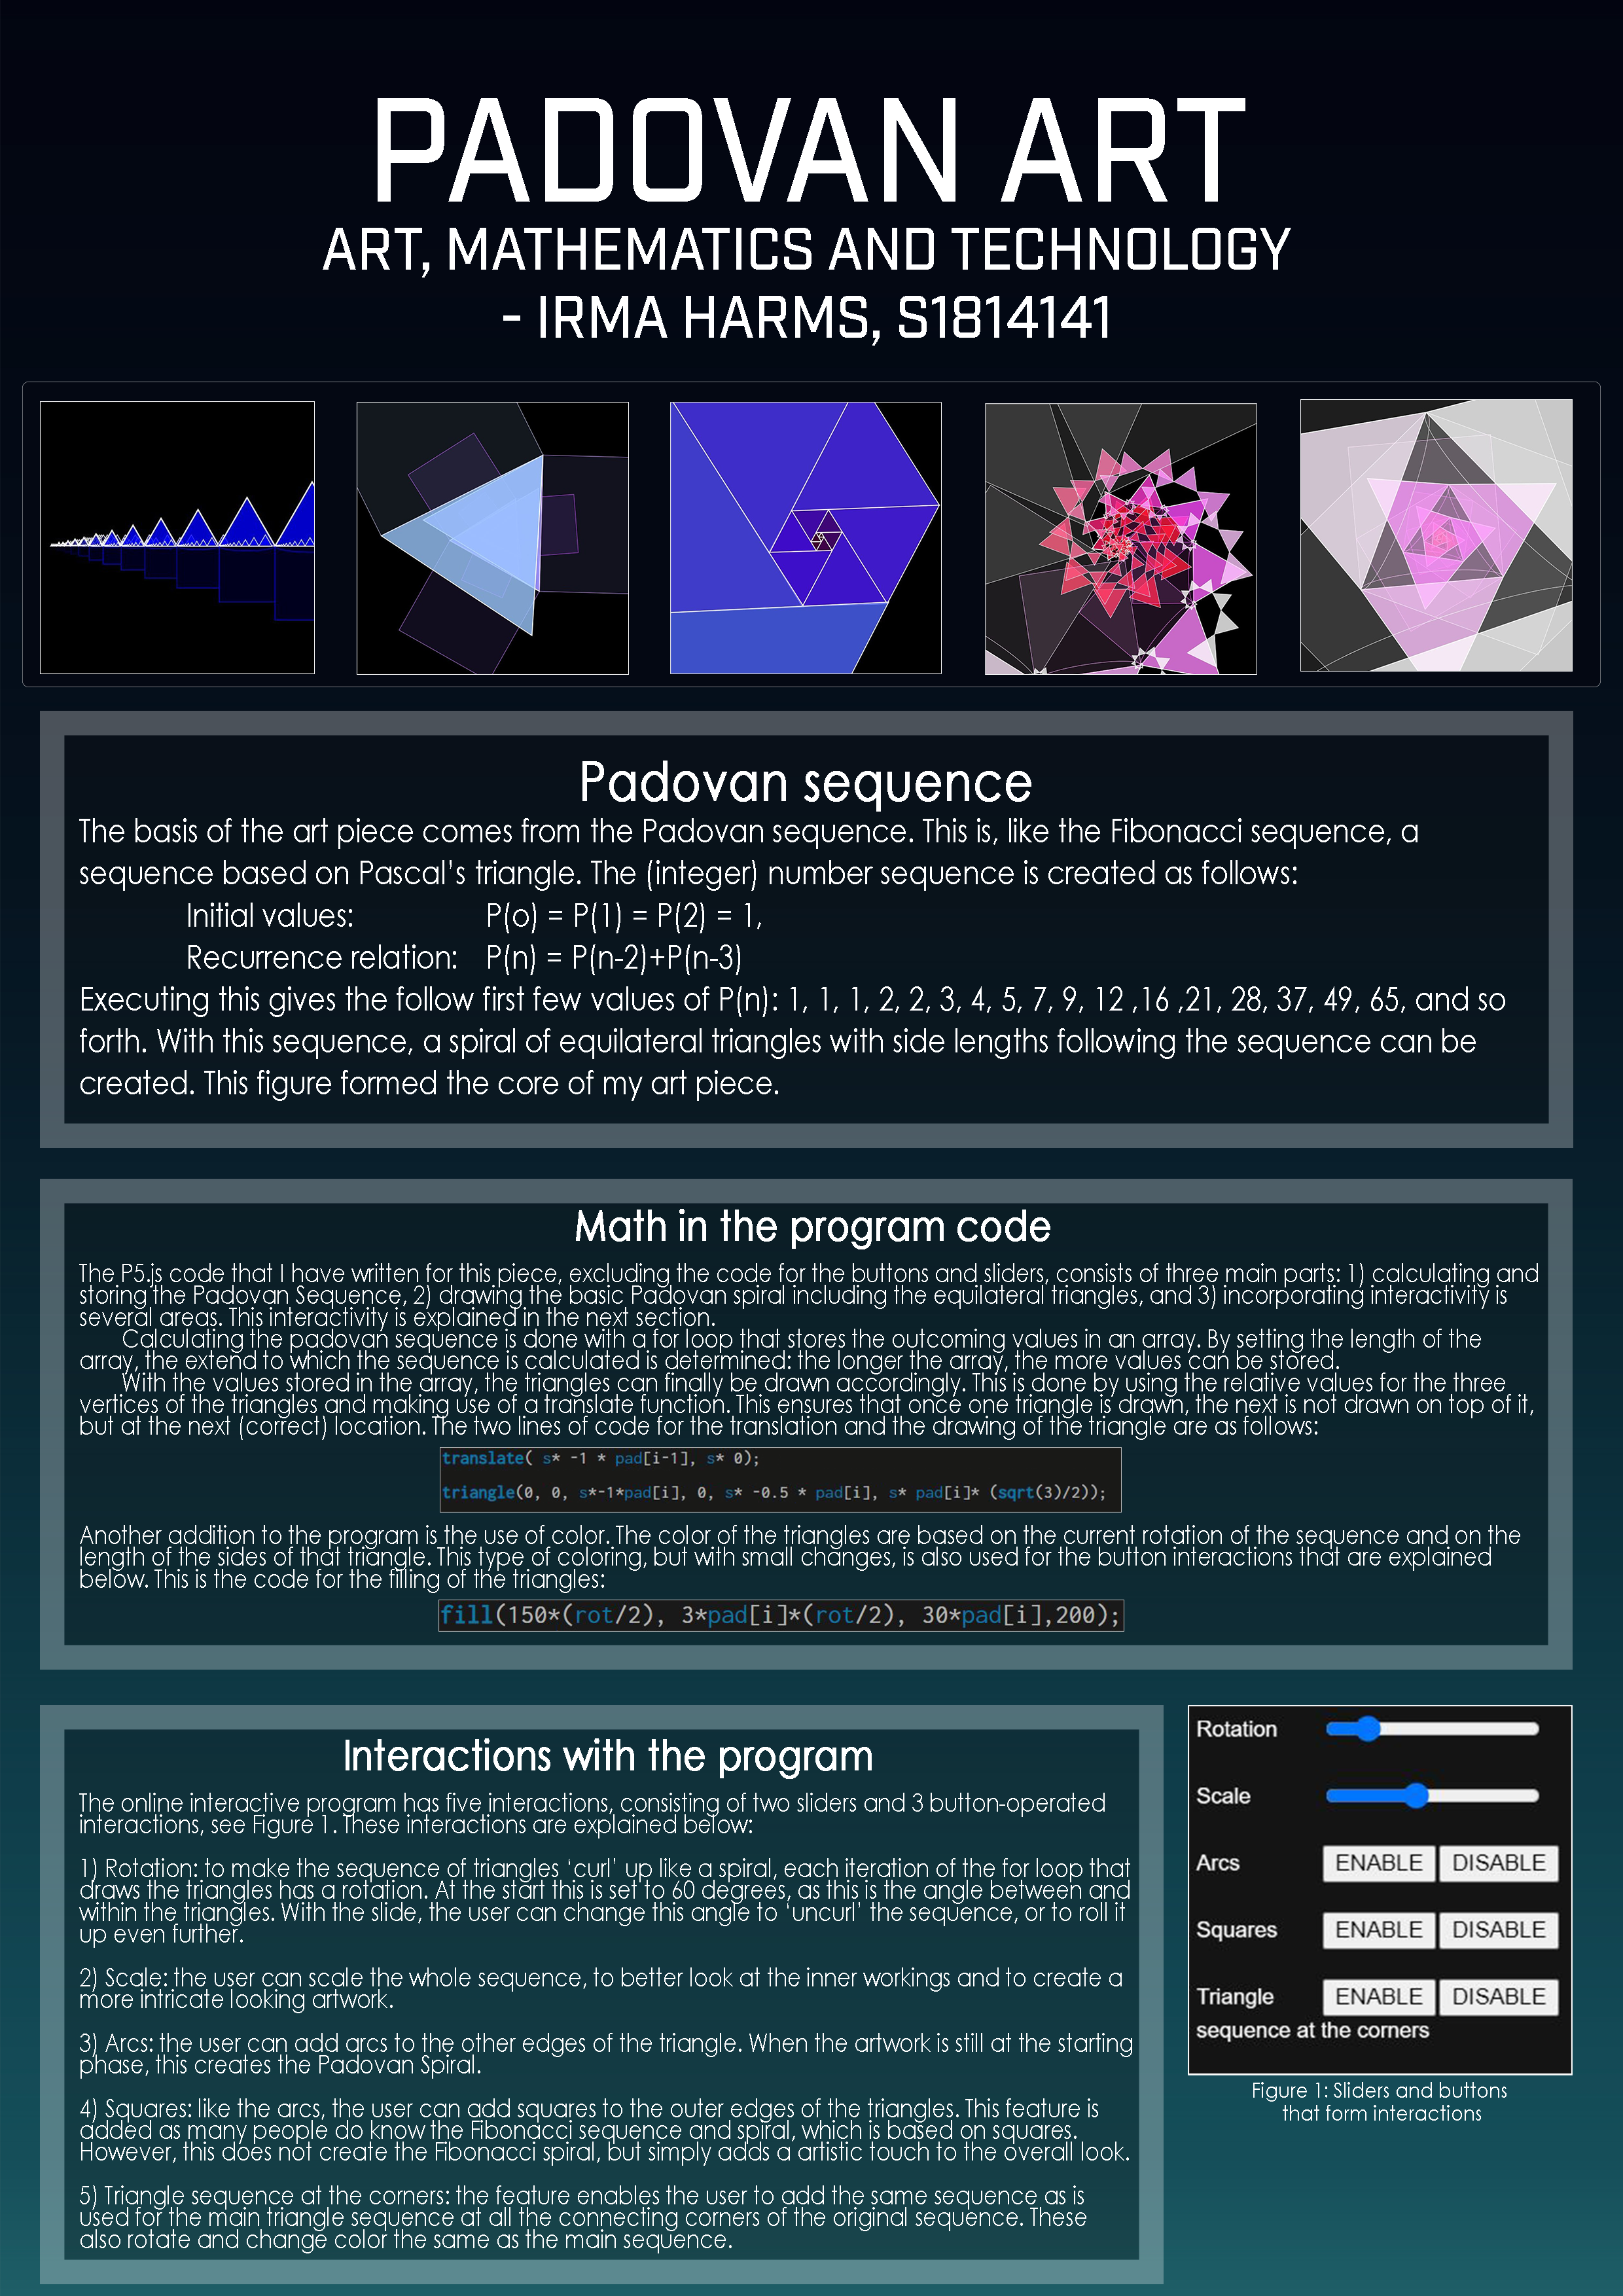 PADOVAN ART
ART, MATHEMATICS AND TECHNOLOGY
- IRMA HARMS, S1814141
Padovan sequence
The basis of the art piece comes from the Padovan sequence. This is, like the Fibonacci sequence, a
sequence based on Pascal's triangle. The (integer) number sequence is created as follows:
Initial values: P(o) = P(1) = P(2) = 1,
Recurrence relation: P(n) = P(n-2)+P(n-3)
Executing this gives the follow first few values of P(n): 1, 1, 1, 2, 2, 3, 4, 5, 7, 9, 12 ,16 ,21, 28, 37, 49, 65, and so
forth. With this sequence, a spiral of equilateral triangles with side lengths following the sequence can be
created. This figure formed the core of my art piece.
Math in the program code
The P5.js code that I have written for this piece, excluding the code for the buttons and sliders, consists of three main parts: 1) calculating and
storing the Padovan Sequence, 2) drawing the basic Padovan spiral including the equilateral triangles, and 3) incorporating interactivity is
several areas. This interactivity is explained in the next section.
Calculating the padovan sequence is done with a for loop that stores the outcoming values in an array. By setting the length of the
array, the extend to which the sequence is calculated is determined: the longer the array, the more values can be stored.
With the values stored in the array, the triangles can finally be drawn accordingly. This is done by using the relative values for the three
vertices of the triangles and making use of a translate function. This ensures that once one triangle is drawn, the next is not drawn on top of it,
but at the next (correct) location. The two lines of code for the translation and the drawing of the triangle are as follows:
translate( s* -1 * pad[i-1], s* 0);
triangle(0, 0, s*-1*pad[i], 0, s* -0.5 * pad[i], s* pad[i]* (sqrt(3)/2));
Another addition to the program is the use of color. The color of the triangles are based on the current rotation of the sequence and on the
length of the sides of that triangle. This type of coloring, but with small changes, is also used for the button interactions that are explained
below. This is the code for the filling of the triangles:
fill(150*(rot/2), 3*pad[i]*(rot/2), 30*pad[i],200);
Interactions with the program
The online interactive program has five interactions, consisting of two sliders and 3 button-operated
interactions, see Figure 1. These interactions are explained below:
1) Rotation: to make the sequence of triangles 'curl' up like a spiral, each iteration of the for loop that
draws the triangles has a rotation. At the start this is set to 60 degrees, as this is the angle between and
within the triangles. With the slide, the user can change this angle to 'uncurl' the sequence, or to roll it
up even further.
2) Scale: the user can scale the whole sequence, to better look at the inner workings and to create a
more intricate looking artwork.
3) Arcs: the user can add arcs to the other edges of the triangle. When the artwork is still at the starting
phase, this creates the Padovan Spiral.
4) Squares: like the arcs, the user can add squares to the outer edges of the triangles. This feature is
added as many people do know the Fibonacci sequence and spiral, which is based on squares.
However, this does not create the Fibonacci spiral, but simply adds a artistic touch to the overall look.
5) Triangle sequence at the corners: the feature enables the user to add the same sequence as is
used for the main triangle sequence at all the connecting corners of the original sequence. These
also rotate and change color the same as the main sequence.
Rotation
Scale
Arcs ENABLE DISABLE
Squares ENABLE DISABLE
Triangle ENABLE DISABLE
sequence at the corners
Figure 1: Sliders and buttons
that form interactions